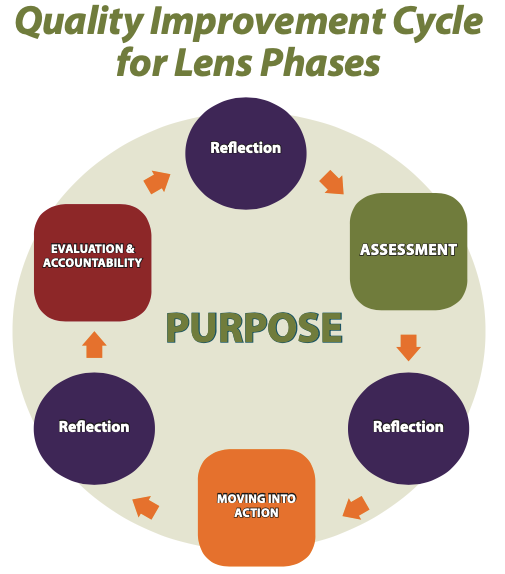 Quality Improvement Cycle
for Lens Phases
Reflection
EVALUATION &
ACCOUNTABILITY
ASSESSMENT
PURPOSE
Reflection
Reflection
MOVING INTO
ACTION